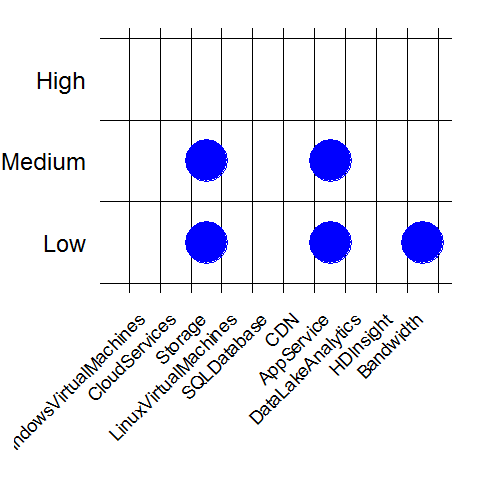 High
Medium
Low
ndowsVirtualMachines
CloudServices
Storage
LinuxVirtualMachines
SQLDatabase
CDN
AppService
DataLakeAnalytics
HDInsight
Bandwidth